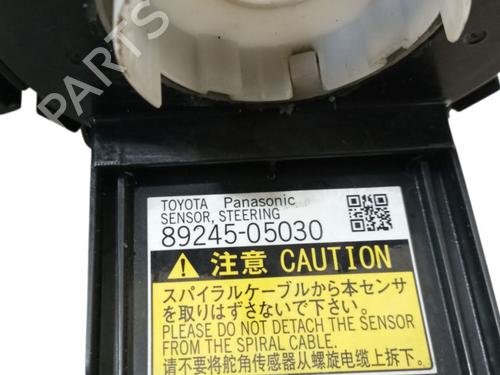 PARTS
TOYOTA Panasonic
SENSOR, STEERING
89245-05030
注意 CAUTION
スパイラルケーブルから本センサ
を取りはずさないで下さい。
PLEASE DO NOT DETACH THE SENSOR
FROM THE SPIRAL CABLE.
请不要将舵角传感器从螺旋电缆上拆下。